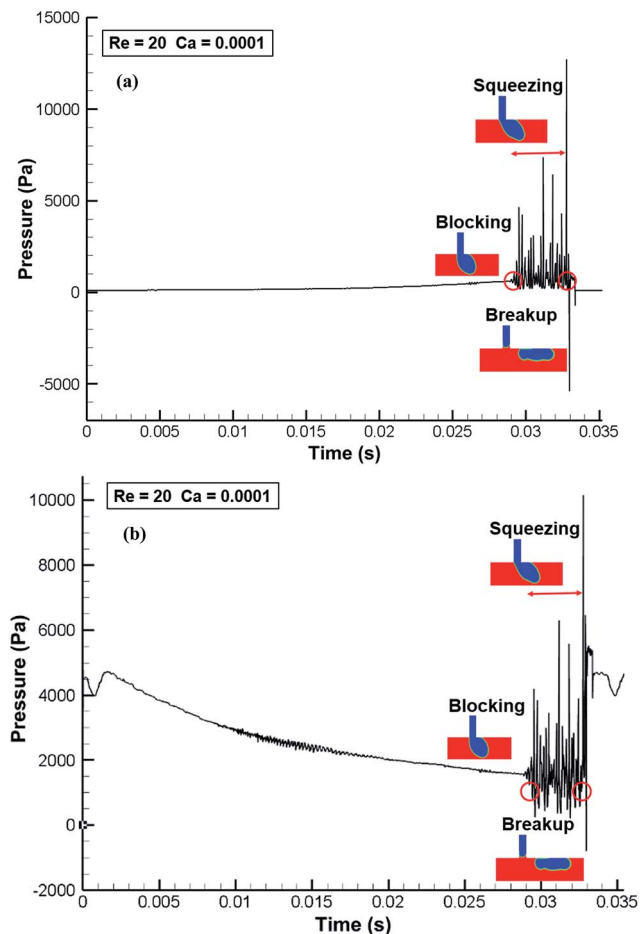 15000
Re = 20 Ca = 0.0001
(a)
Squeezing
10000
Pressure (Pa)
5000
Blocking
0
Breakup
-5000
0
0.005
0.01
0.015
0.02
0.025
0.03
0.035
Time (s)
10000
Re = 20 Ca = 0.0001
(b)
Squeezing
8000
Pressure (Pa)
6000
4000
Blocking
2000
0
Breakup
-2000
0
0.005
0.01
0.015
0.02
0.025
0.03
0.035
Time (s)